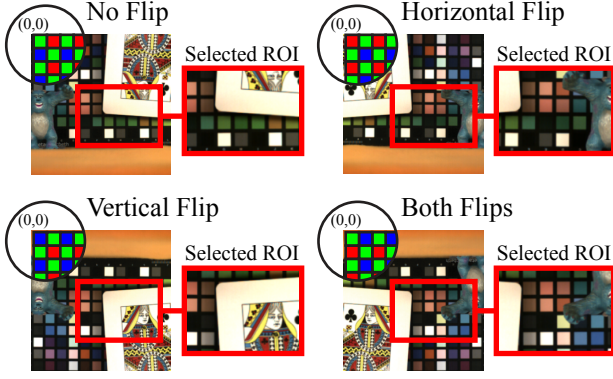 No Flip
(0,0)
Selected ROI
Horizontal Flip
(0,0)
Selected ROI
Vertical Flip
(0,0)
Selected ROI
Both Flips
(0,0)
Selected ROI